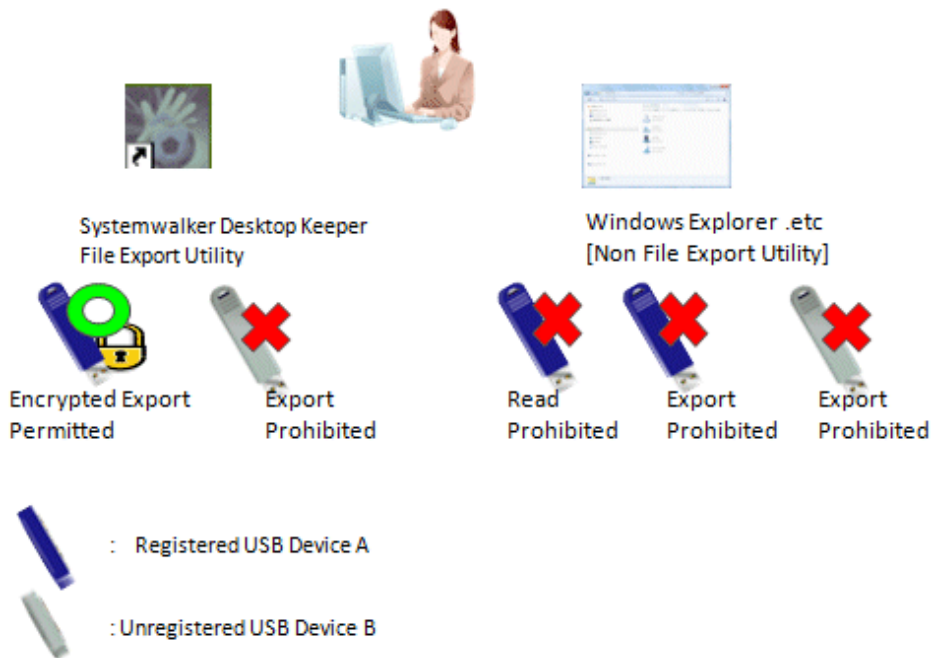 Systemwalker Desktop Keeper
File Export Utility
Windows Explorer .etc
[Non File Export Utility]
Encrypted Export
Permitted
Export
Prohibited
Read
Prohibited
Export
Prohibited
Export
Prohibited
: Registered USB Device A
: Unregistered USB Device B